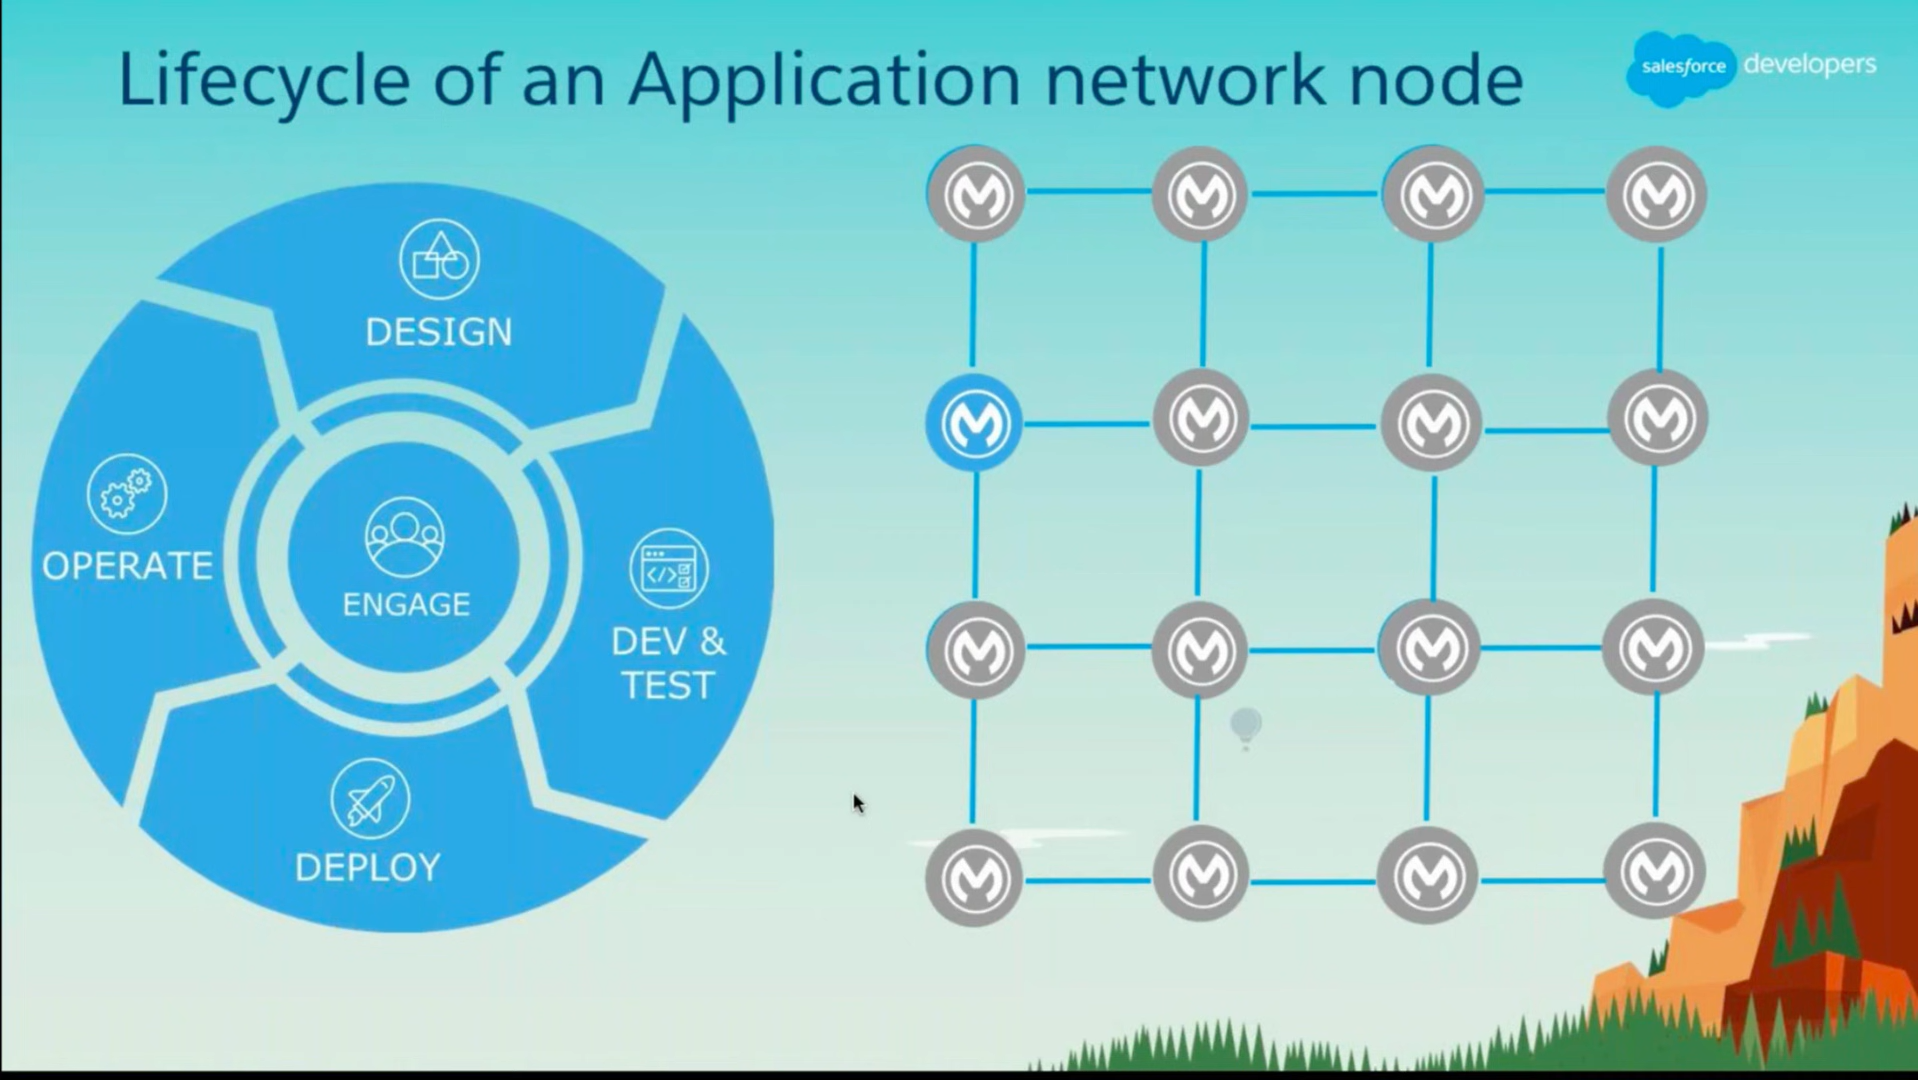 Lifecycle of an Application network node
salesforce developers
DESIGN
OPERATE
ENGAGE
DEV &
TEST
DEPLOY